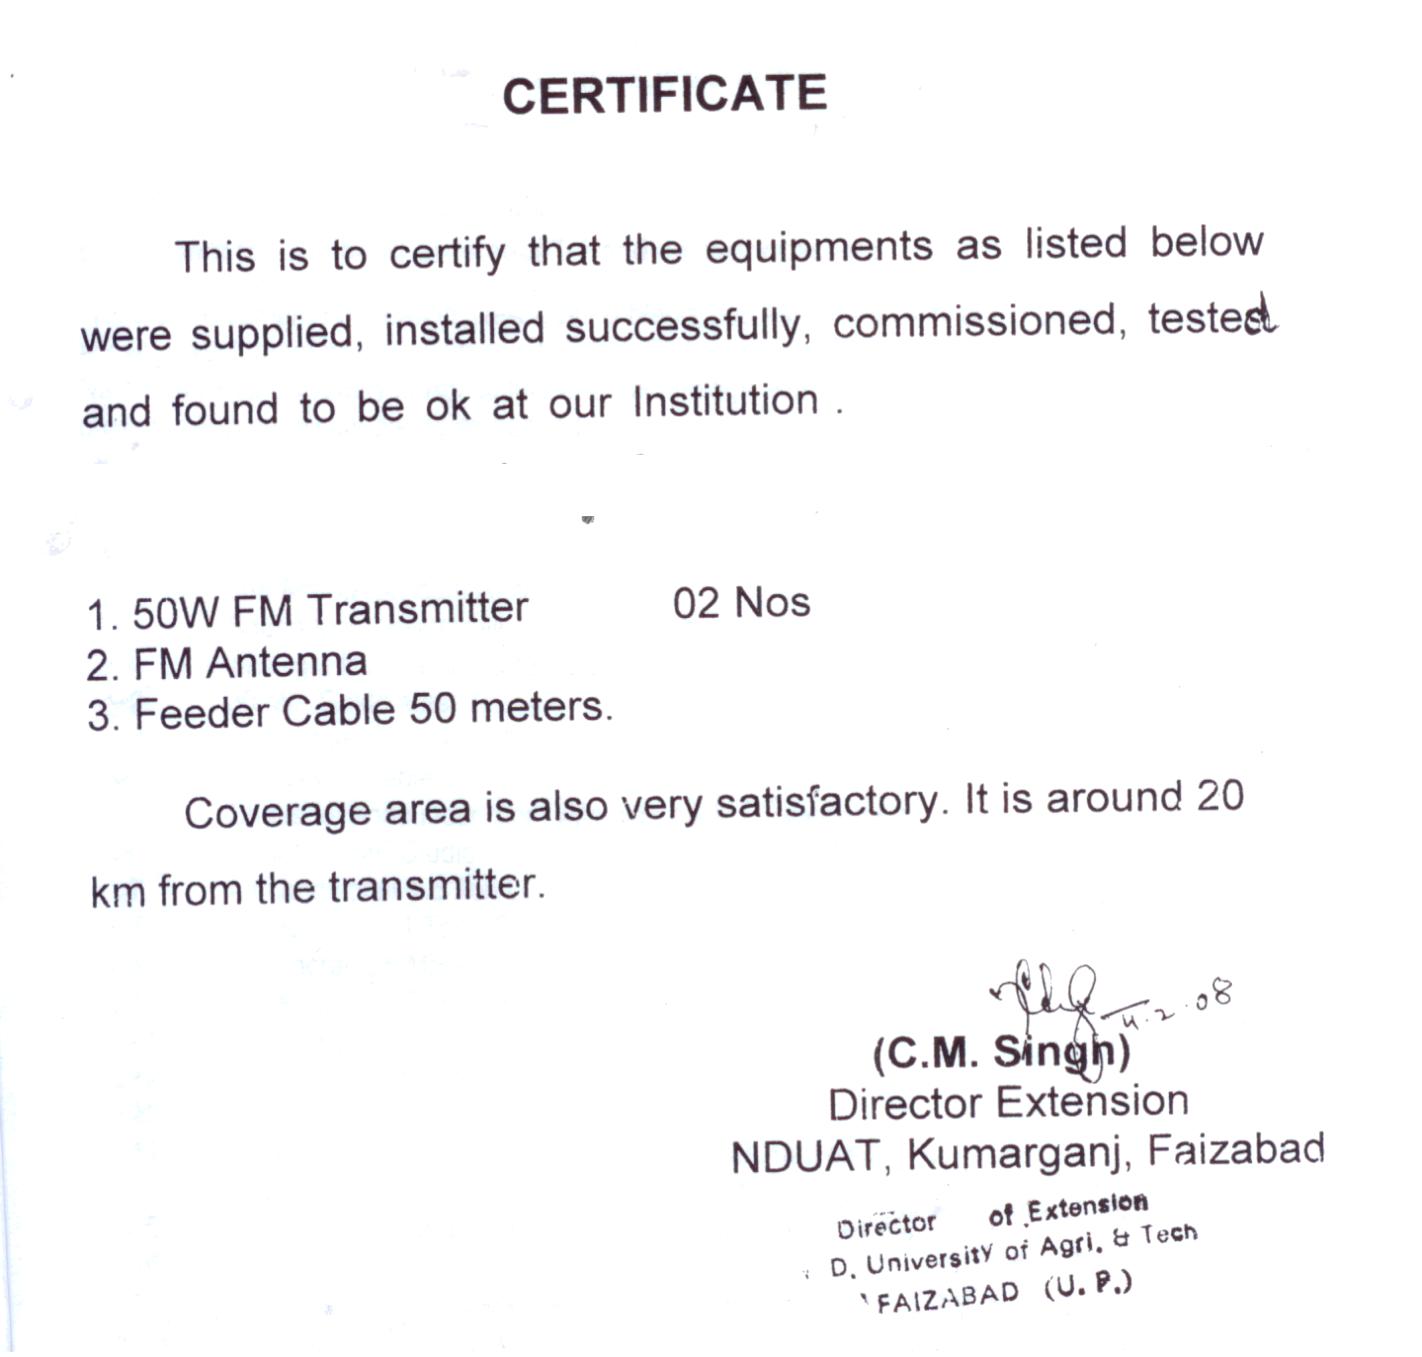 CERTIFICATE
This is to certify that the equipments as listed below
were supplied, installed successfully, commissioned, tested
and found to be ok at our Institution .
1. 50W FM Transmitter 02 Nos
2. FM Antenna
3. Feeder Cable 50 meters.
Coverage area is also very satisfactory. It is around 20
km from the transmitter.
4.2.08
(C.M. Singh)
Director Extension
NDUAT, Kumarganj, Faizabad
Director of Extension
D. University of Agri. & Tech
FAIZABAD (U. P.)